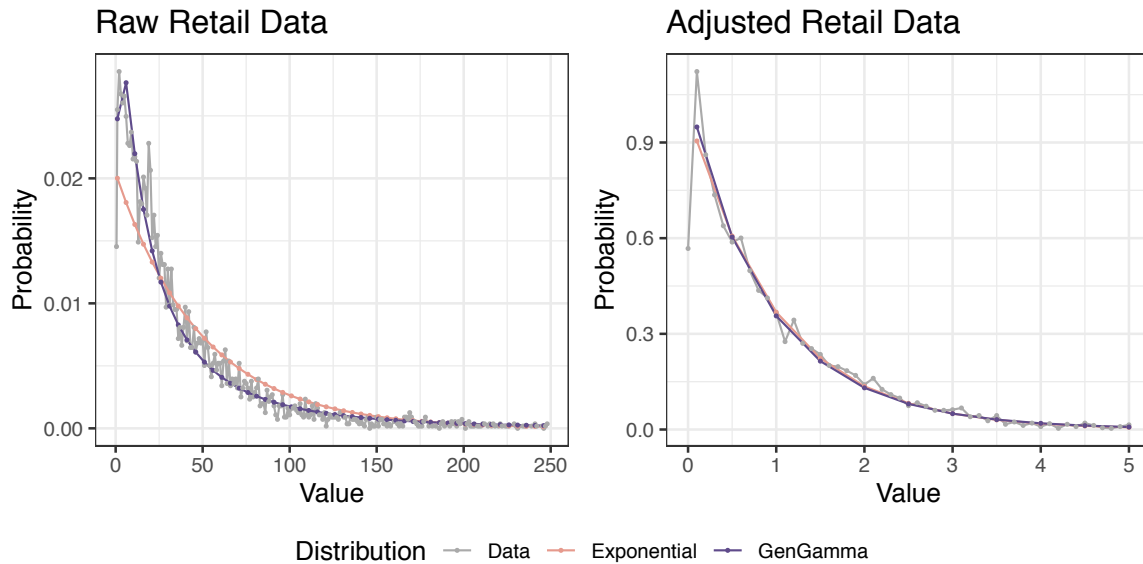 Raw Retail Data
Adjusted Retail Data
Probability
0.02
0.01
0.00
0 50 100 150 200 250
Value
Probability
0.9
0.6
0.3
0.0
0 1 2 3 4 5
Value
Distribution Data Exponential GenGamma